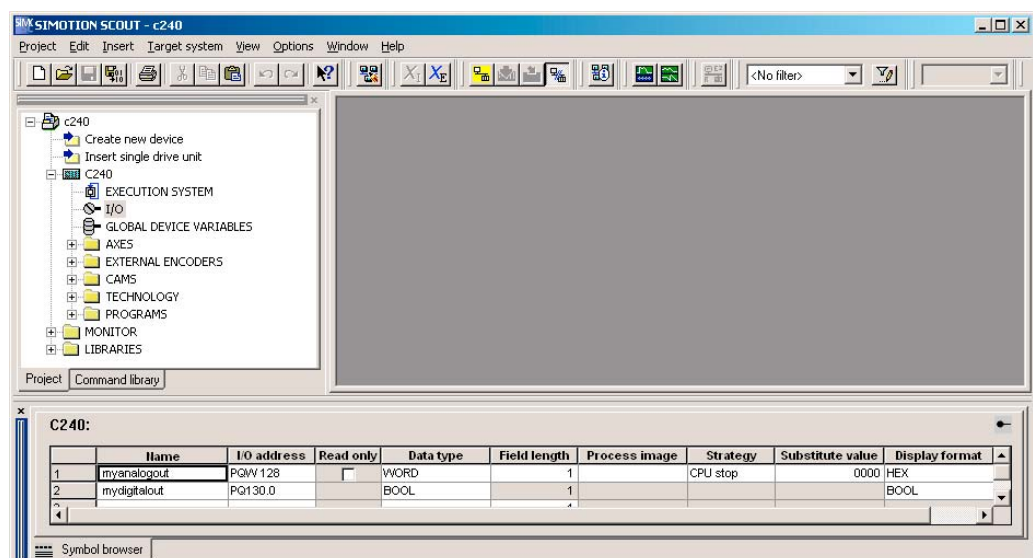 SIMOTION SCOUT - c240
Project Edit Insert Target system View Options Window Help
<No filter>
c240
Create new device
Insert single drive unit
C240
EXECUTION SYSTEM
I/O
GLOBAL DEVICE VARIABLES
AXES
EXTERNAL ENCODERS
CAMS
TECHNOLOGY
PROGRAMS
MONITOR
LIBRARIES
Project Command library
C240:
Name I/O address Read only Data type Field length Process image Strategy Substitute value Display format
1 myanalogout PQW 128 WORD 1 CPU stop 0000 HEX
2 mydigitalout PQ130.0 BOOL 1 BOOL
Symbol browser